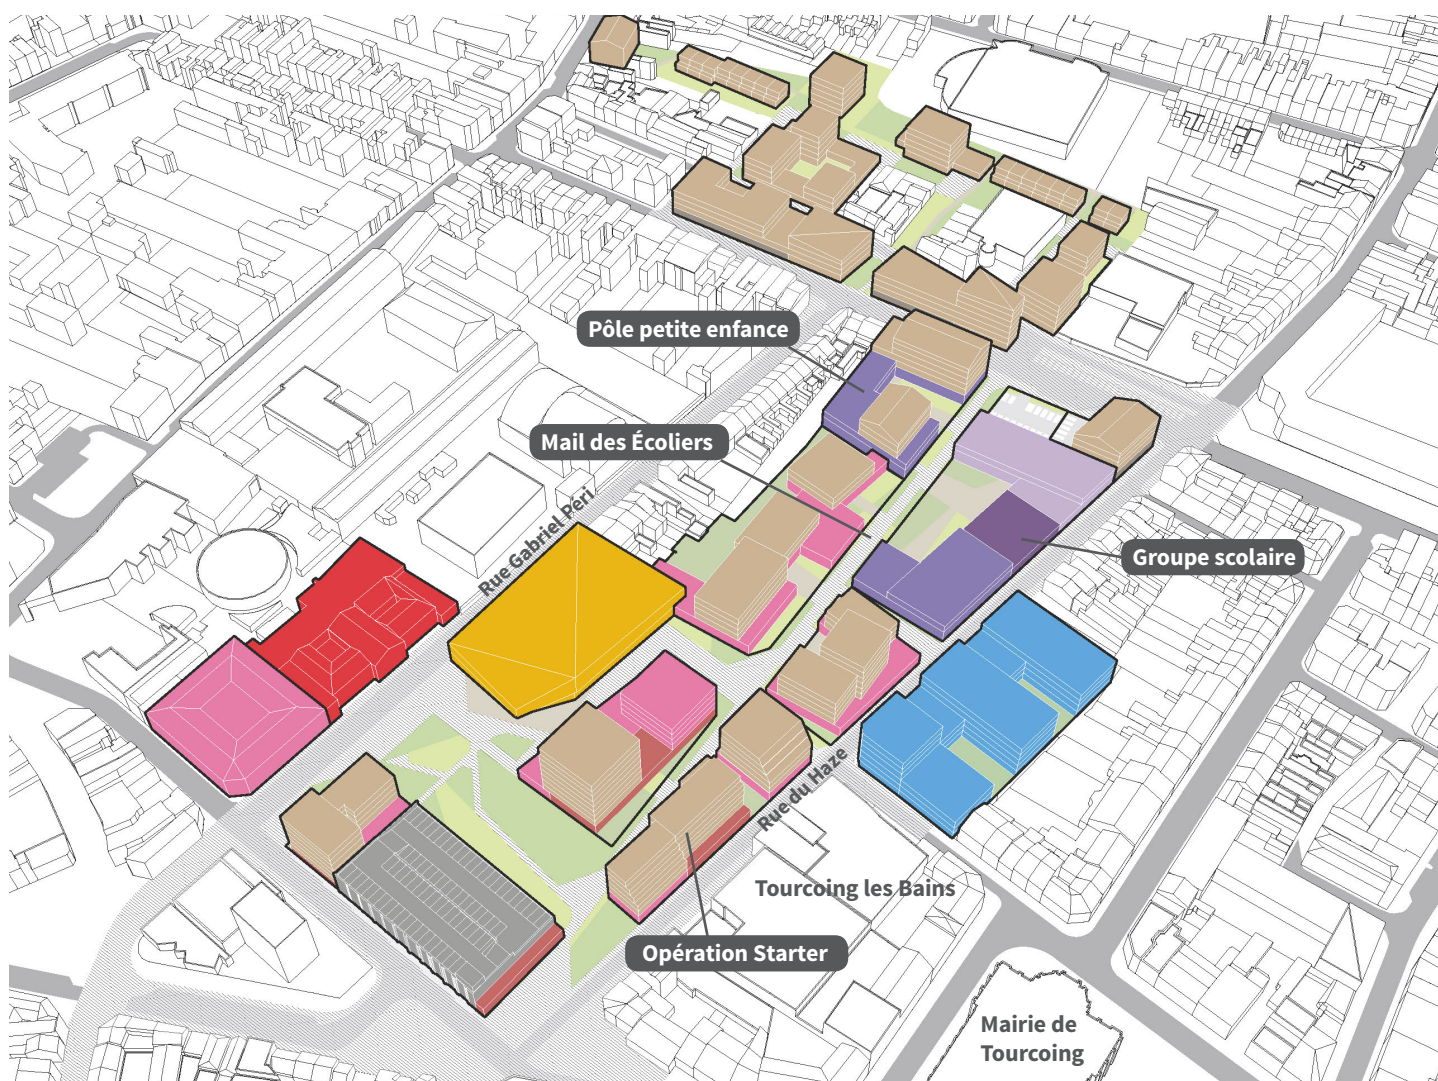 Pôle petite enfance
Mail des Écoliers
Rue Gabriel Péri
Groupe scolaire
Rue du Haze
Tourcoing les Bains
Opération Starter
Mairie de
Tourcoing